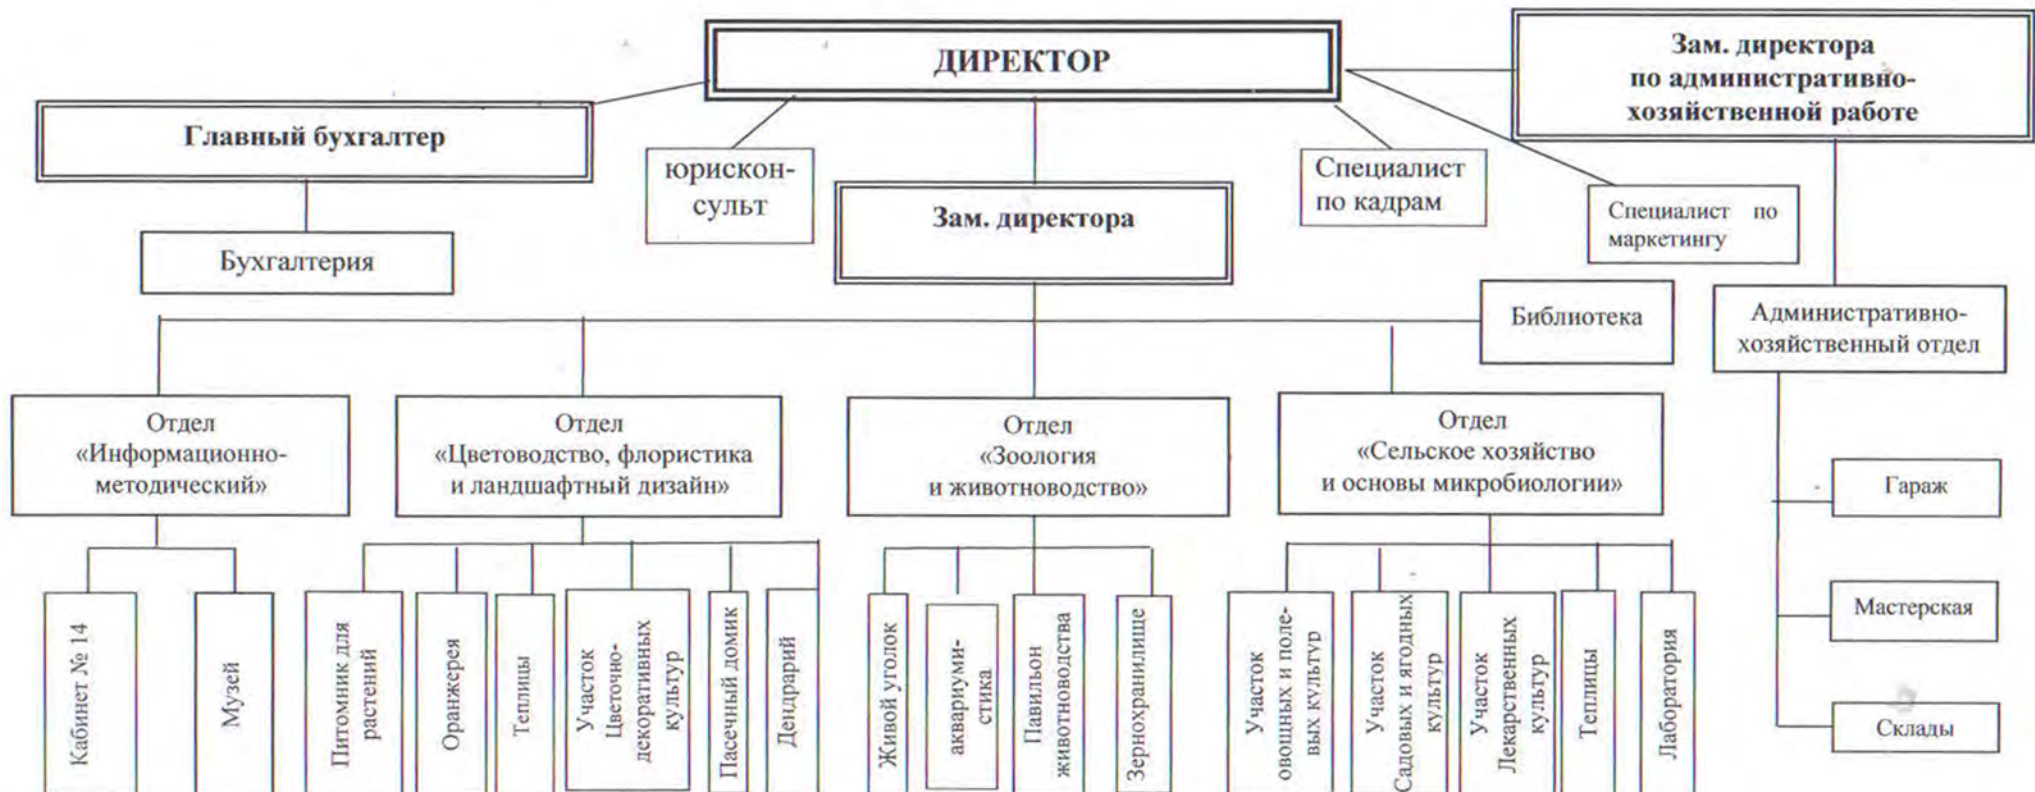 ДИРЕКТОР
Зам. директора
по административно-
хозяйственной работе
Главный бухгалтер
юрискон-
сульт
Специалист
по кадрам
Зам. директора
Специалист по
маркетингу
Бухгалтерия
Библиотека
Административно-
хозяйственный отдел
Отдел
«Информационно-
методический»
Отдел
«Цветоводство, флористика
и ландшафтный дизайн»
Отдел
«Зоология
и животноводство»
Отдел
«Сельское хозяйство
и основы микробиологии»
Гараж
Мастерская
Склады
Кабинет № 14
Музей
Питомник для
растений
Оранжерея
Теплицы
Участок
Цветочно-
декоративных
культур
Пасечный домик
Дендрарий
Живой уголок
аквариуми-
стика
Павильон
животноводства
Зернохранилище
Участок
овощных и поле-
вых культур
Участок
Садовых и ягодных
культур
Участок
Лекарственных
культур
Теплицы
Лаборатория